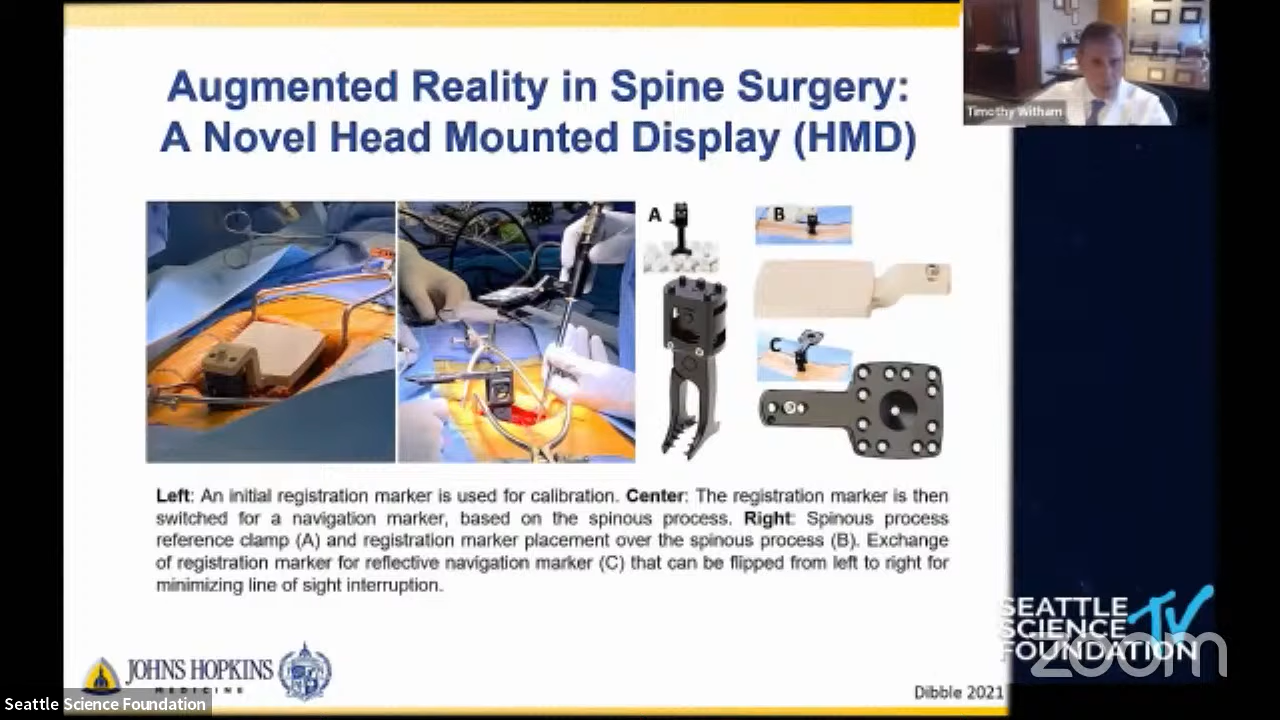 Augmented Reality in Spine Surgery:
A Novel Head Mounted Display (HMD)
Timothy Witham
A
B
C
Left: An initial registration marker is used for calibration. Center: The registration marker is then
switched for a navigation marker, based on the spinous process. Right: Spinous process
reference clamp (A) and registration marker placement over the spinous process (B). Exchange
of registration marker for reflective navigation marker (C) that can be flipped from left to right for
minimizing line of sight interruption.
JOHNS HOPKINS
MEDICINE
Dibble 2021
SEATTLE
SCIENCE
FOUNDATION
TV
zoom
Seattle Science Foundation